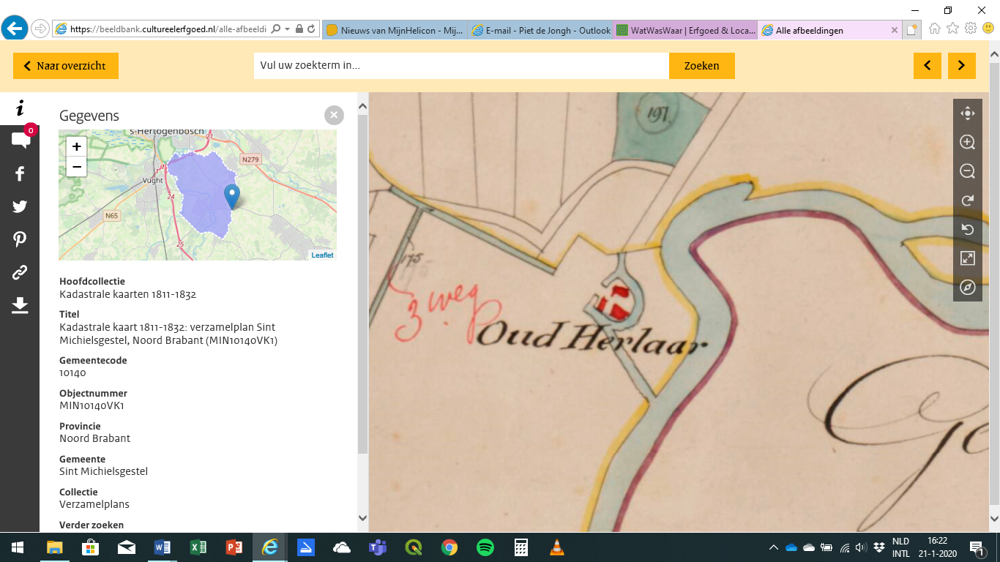 https://beeldbank.cultureelerfgoed.nl/alle-afbeeldi
Nieuws van MijnHelicon - Mij...
E-mail - Piet de Jongh - Outlook
WatWasWaar | Erfgoed & Loca...
Alle afbeeldingen
Naar overzicht
Vul uw zoekterm in...
Zoeken
i
0
Gegevens
+
−
s-Hertogenbosch
21
N279
Vught
24
N65
25
Leaflet
Hoofdcollectie
Kadastrale kaarten 1811-1832
Titel
Kadastrale kaart 1811-1832: verzamelplan Sint
Michielsgestel, Noord Brabant (MIN10140VK1)
Gemeentecode
10140
Objectnummer
MIN10140VK1
Provincie
Noord Brabant
Gemeente
Sint Michielsgestel
Collectie
Verzamelplans
Verder zoeken
197.
175
3 weg
Oud Herlaar
Ge
NLD
INTL
16:22
21-1-2020
1